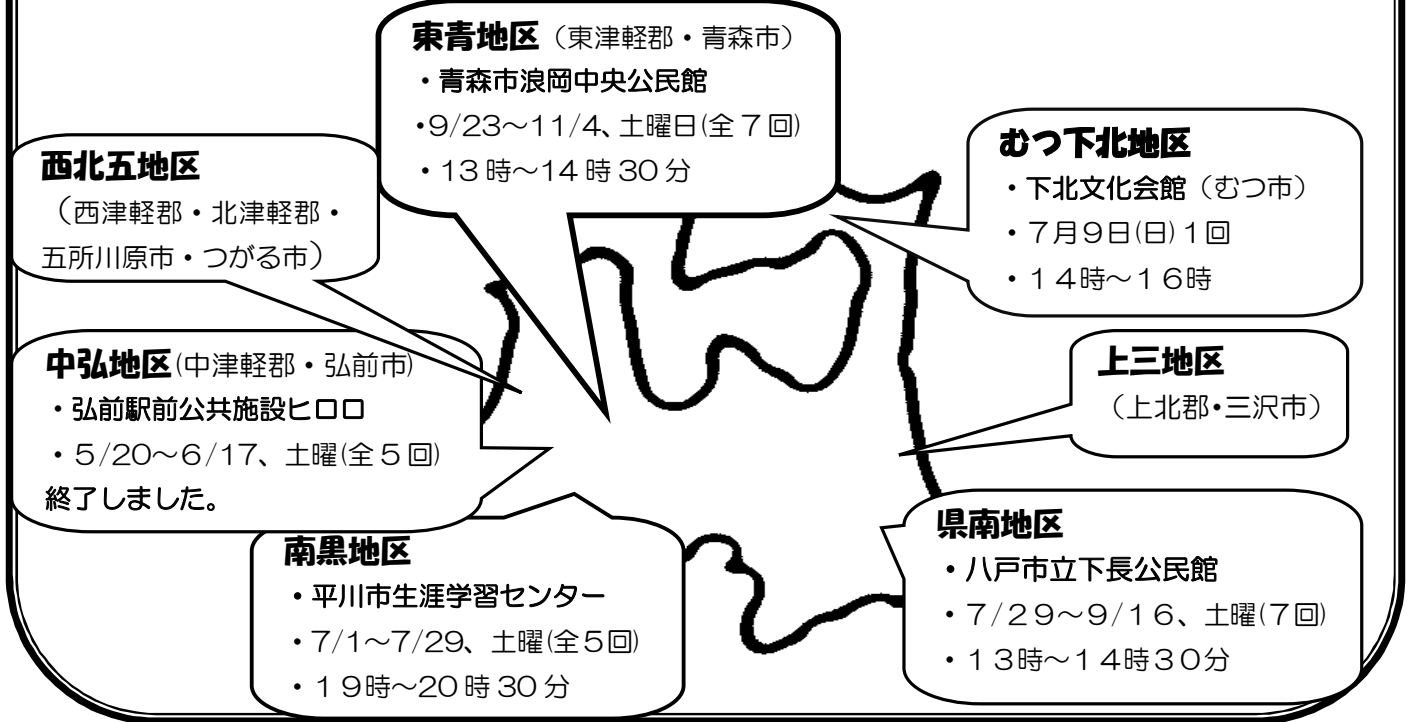 東青地区（東津軽郡・青森市）
・青森市浪岡中央公民館
・9/23～11/4、土曜日(全７回)
・13時～14時30分
むつ下北地区
・下北文化会館（むつ市）
・７月９日(日)１回
・１４時～１６時
西北五地区
（西津軽郡・北津軽郡・
五所川原市・つがる市）
中弘地区(中津軽郡・弘前市)
・弘前駅前公共施設ヒロロ
・５/20～６/17、土曜(全５回)
終了しました。
上三地区
（上北郡・三沢市）
南黒地区
・平川市生涯学習センター
・7/1～7/29、土曜(全５回)
・１９時～20時30分
県南地区
・八戸市立下長公民館
・７/２９～９/１６、土曜(７回)
・１３時～１４時３０分